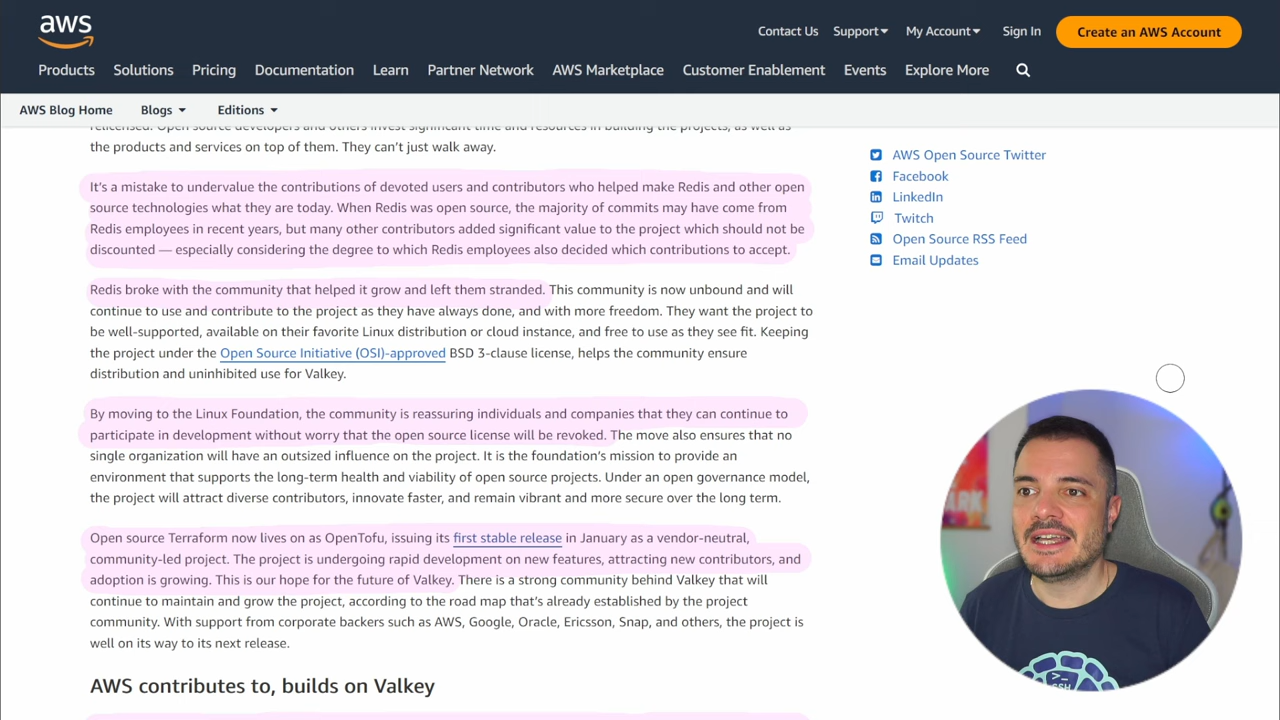 aws
Contact Us Support My Account Sign In Create an AWS Account
Products Solutions Pricing Documentation Learn Partner Network AWS Marketplace Customer Enablement Events Explore More
AWS Blog Home Blogs Editions
relicensed. Open source developers and others invest significant time and resources in building the projects, as well as
the products and services on top of them. They can’t just walk away.
It’s a mistake to undervalue the contributions of devoted users and contributors who helped make Redis and other open
source technologies what they are today. When Redis was open source, the majority of commits may have come from
Redis employees in recent years, but many other contributors added significant value to the project which should not be
discounted — especially considering the degree to which Redis employees also decided which contributions to accept.
Redis broke with the community that helped it grow and left them stranded. This community is now unbound and will
continue to use and contribute to the project as they have always done, and with more freedom. They want the project to
be well-supported, available on their favorite Linux distribution or cloud instance, and free to use as they see fit. Keeping
the project under the Open Source Initiative (OSI)-approved BSD 3-clause license, helps the community ensure
distribution and uninhibited use for Valkey.
By moving to the Linux Foundation, the community is reassuring individuals and companies that they can continue to
participate in development without worry that the open source license will be revoked. The move also ensures that no
single organization will have an outsized influence on the project. It is the foundation’s mission to provide an
environment that supports the long-term health and viability of open source projects. Under an open governance model,
the project will attract diverse contributors, innovate faster, and remain vibrant and more secure over the long term.
Open source Terraform now lives on as OpenTofu, issuing its first stable release in January as a vendor-neutral,
community-led project. The project is undergoing rapid development on new features, attracting new contributors, and
adoption is growing. This is our hope for the future of Valkey. There is a strong community behind Valkey that will
continue to maintain and grow the project, according to the road map that’s already established by the project
community. With support from corporate backers such as AWS, Google, Oracle, Ericsson, Snap, and others, the project is
well on its way to its next release.
AWS contributes to, builds on Valkey
AWS Open Source Twitter
Facebook
LinkedIn
Twitch
Open Source RSS Feed
Email Updates
>_
SSH